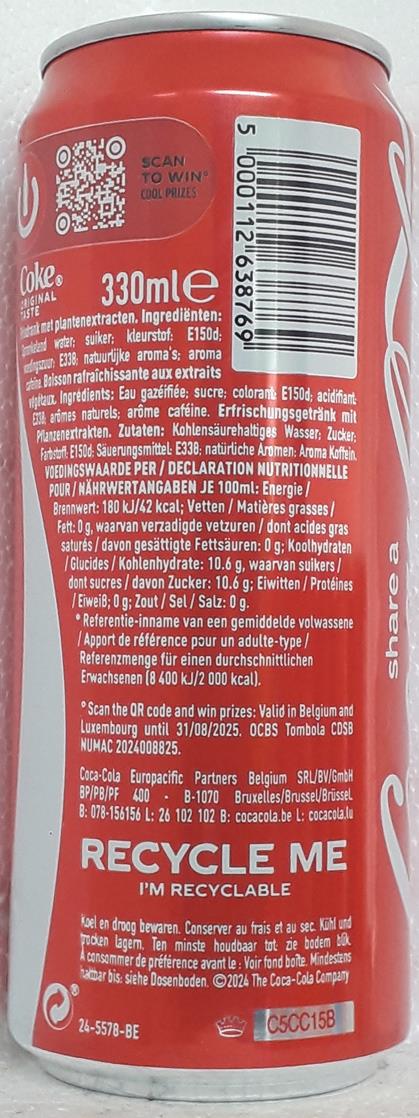 SCAN
TO WIN°
COOL PRIZES
5 000112 638769
Coke®
ORIGINAL
TASTE
330ml e
met plantenextracten. Ingrediënten:
water; suiker; kleurstof: E150d;
voedingszuur: E338; natuurlijke aroma's; aroma
cafeïne. Boisson rafraîchissante aux extraits
végétaux. Ingrédients: Eau gazéifiée; sucre; colorant: E150d; acidifiant:
E338; arômes naturels; arôme caféine. Erfrischungsgetränk mit
Pflanzenextrakten. Zutaten: Kohlensäurehaltiges Wasser; Zucker;
Farbstoff: E150d; Säuerungsmittel: E338; natürliche Aromen; Aroma Koffein.
VOEDINGSWAARDE PER / DECLARATION NUTRITIONNELLE
POUR / NÄHRWERTANGABEN JE 100ml: Energie /
Brennwert: 180 kJ/42 kcal; Vetten / Matières grasses /
Fett: 0 g, waarvan verzadigde vetzuren / dont acides gras
saturés / davon gesättigte Fettsäuren: 0 g; Koolhydraten
/ Glucides / Kohlenhydrate: 10.6 g, waarvan suikers /
dont sucres / davon Zucker: 10.6 g; Eiwitten / Protéines
/ Eiweiß: 0 g; Zout / Sel / Salz: 0 g.
* Referentie-inname van een gemiddelde volwassene
/ Apport de référence pour un adulte-type /
Referenzmenge für einen durchschnittlichen
Erwachsenen (8 400 kJ/2 000 kcal).
°Scan the QR code and win prizes: Valid in Belgium and
Luxembourg until 31/08/2025. OCBS Tombola CDSB
NUMAC 2024008825.
Coca-Cola Europacific Partners Belgium SRL/BV/GmbH
BP/PB/PF 400 - B-1070 Bruxelles/Brussel/Brüssel
B: 078-156156 L: 26 102 102 B: cocacola.be L: cocacola.lu
RECYCLE ME
I'M RECYCLABLE
Koel en droog bewaren. Conserver au frais et au sec. Kühl und
trocken lagern. Ten minste houdbaar tot: zie bodem blik.
À consommer de préférence avant le : Voir fond boîte. Mindestens
haltbar bis: siehe Dosenboden. ©2024 The Coca-Cola Company
24-5578-BE
C5CC15B
share a